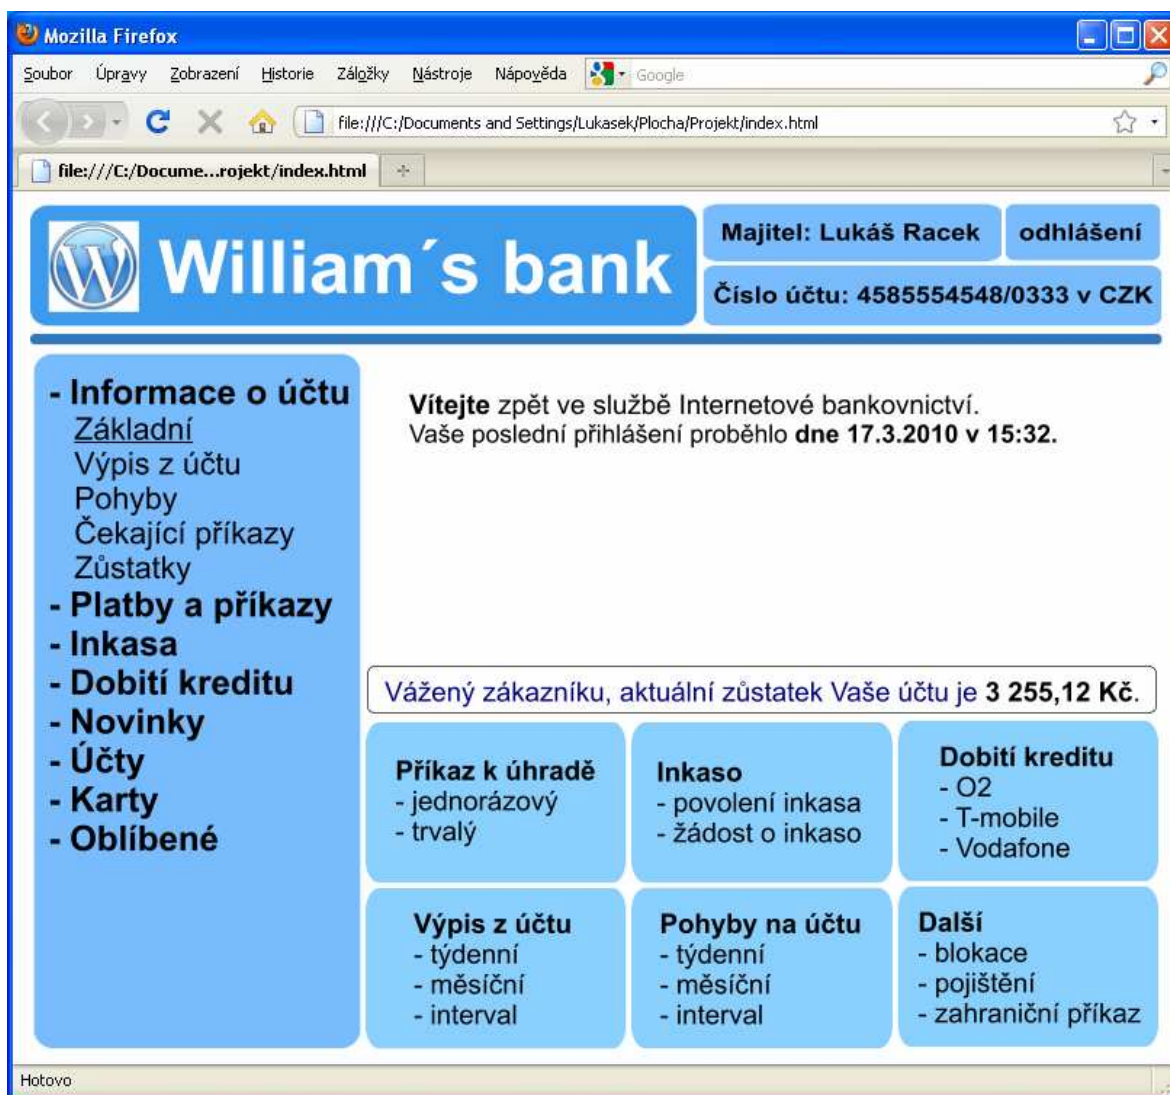 Mozilla Firefox
Soubor Úpravy Zobrazení Historie Záložky Nástroje Nápověda Google
file:///C:/Documents and Settings/Lukasek/Plocha/Projekt/index.html
file:///C:/Docume...rojekt/index.html
William´s bank
Majitel: Lukáš Racek
odhlášení
Číslo účtu: 4585554548/0333 v CZK
- Informace o účtu
Základní
Výpis z účtu
Pohyby
Čekající příkazy
Zůstatky
- Platby a příkazy
- Inkasa
- Dobití kreditu
- Novinky
- Účty
- Karty
- Oblíbené
Vítejte zpět ve službě Internetové bankovnictví.
Vaše poslední přihlášení proběhlo dne 17.3.2010 v 15:32.
Vážený zákazníku, aktuální zůstatek Vaše účtu je 3 255,12 Kč.
Příkaz k úhradě
- jednorázový
- trvalý
Inkaso
- povolení inkasa
- žádost o inkaso
Dobití kreditu
- O2
- T-mobile
- Vodafone
Výpis z účtu
- týdenní
- měsíční
- interval
Pohyby na účtu
- týdenní
- měsíční
- interval
Další
- blokace
- pojištění
- zahraniční příkaz
Hotovo